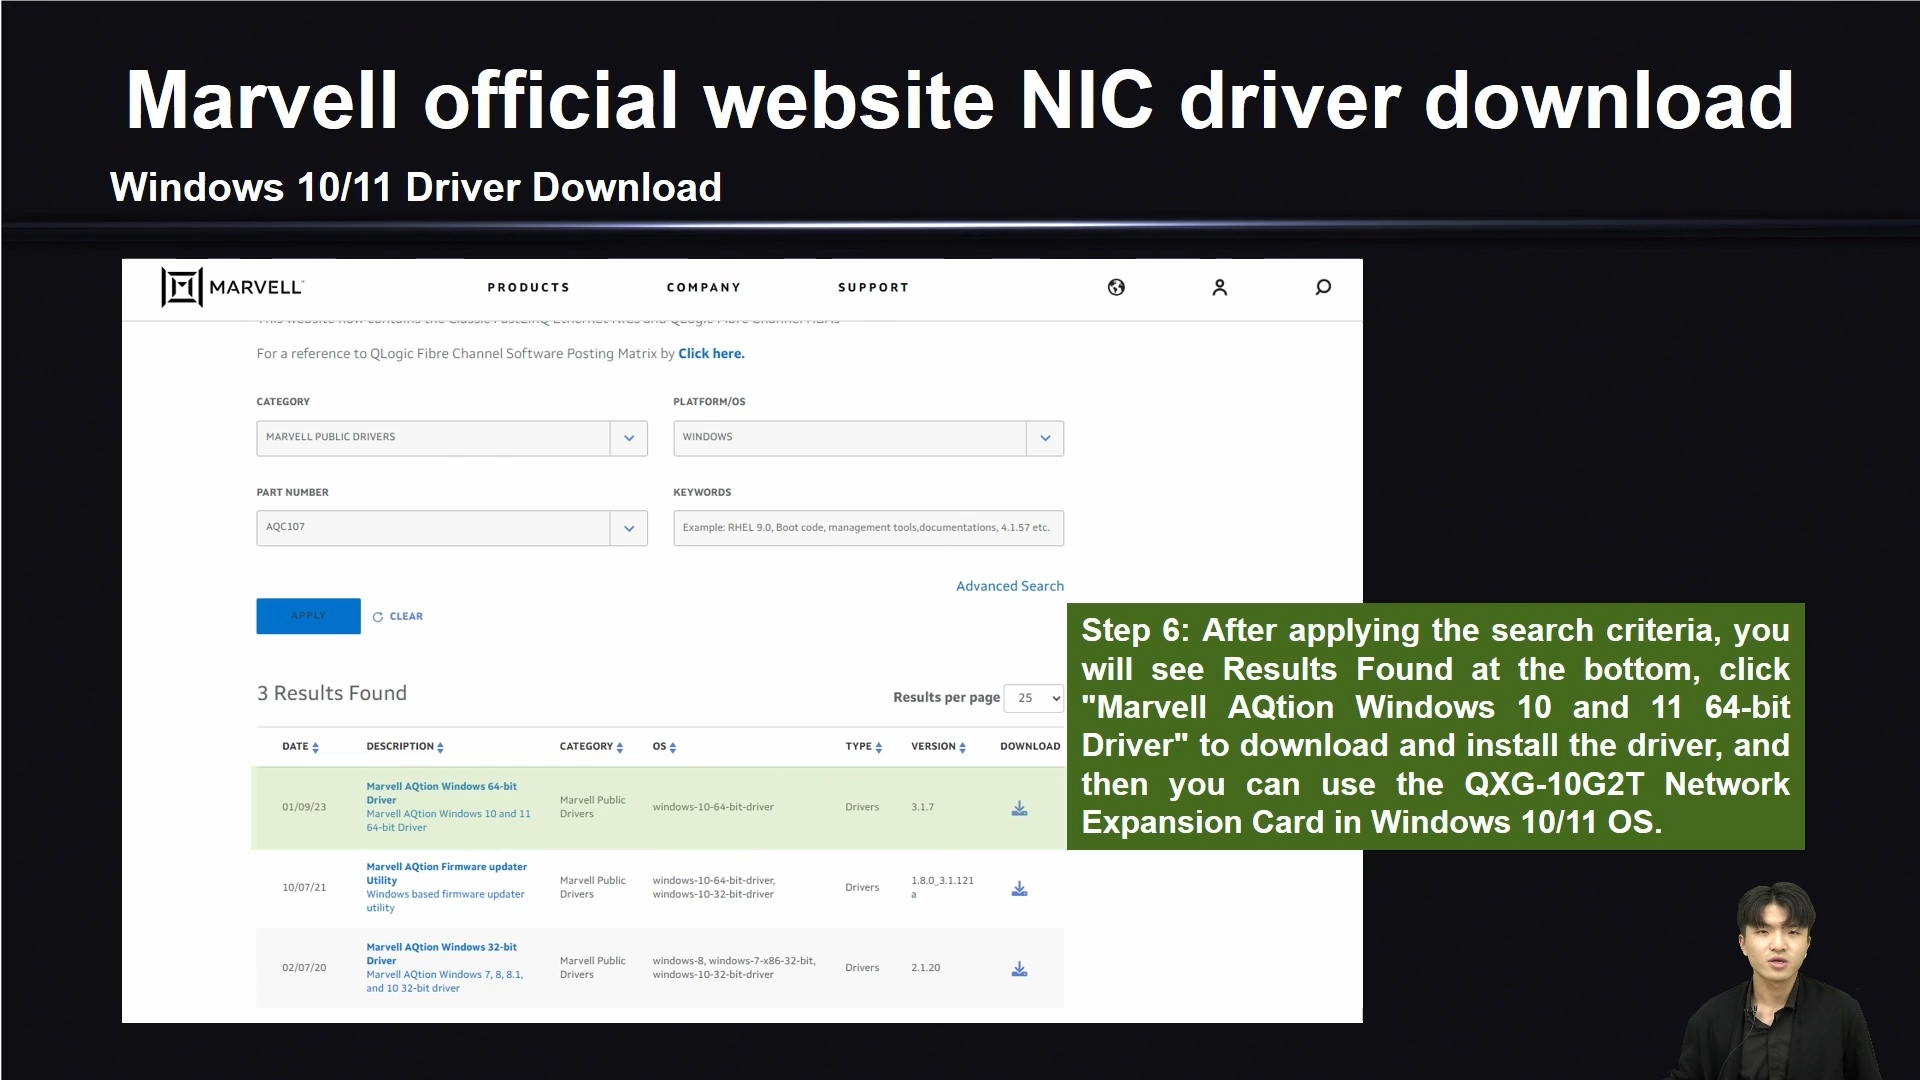 Marvell official website NIC driver download
Windows 10/11 Driver Download
MARVELL
PRODUCTS
COMPANY
SUPPORT
For a reference to QLogic Fibre Channel Software Posting Matrix by Click here.
CATEGORY
PLATFORM/OS
MARVELL PUBLIC DRIVERS
WINDOWS
PART NUMBER
KEYWORDS
AQC107
Example: RHEL 9.0, Boot code, management tools,documentations, 4.1.57 etc.
Advanced Search
APPLY
CLEAR
3 Results Found
Results per page 25
DATE DESCRIPTION CATEGORY OS TYPE VERSION DOWNLOAD
01/09/23
Marvell AQtion Windows 64-bit
Driver
Marvell AQtion Windows 10 and 11
64-bit Driver
Marvell Public
Drivers
windows-10-64-bit-driver
Drivers
3.1.7
10/07/21
Marvell AQtion Firmware updater
Utility
Windows based firmware updater
utility
Marvell Public
Drivers
windows-10-64-bit-driver,
windows-10-32-bit-driver
Drivers
1.8.0_3.1.121
a
02/07/20
Marvell AQtion Windows 32-bit
Driver
Marvell AQtion Windows 7, 8, 8.1,
and 10 32-bit driver
Marvell Public
Drivers
windows-8, windows-7-x86-32-bit,
windows-10-32-bit-driver
Drivers
2.1.20
Step 6: After applying the search criteria, you
will see Results Found at the bottom, click
"Marvell AQtion Windows 10 and 11 64-bit
Driver" to download and install the driver, and
then you can use the QXG-10G2T Network
Expansion Card in Windows 10/11 OS.